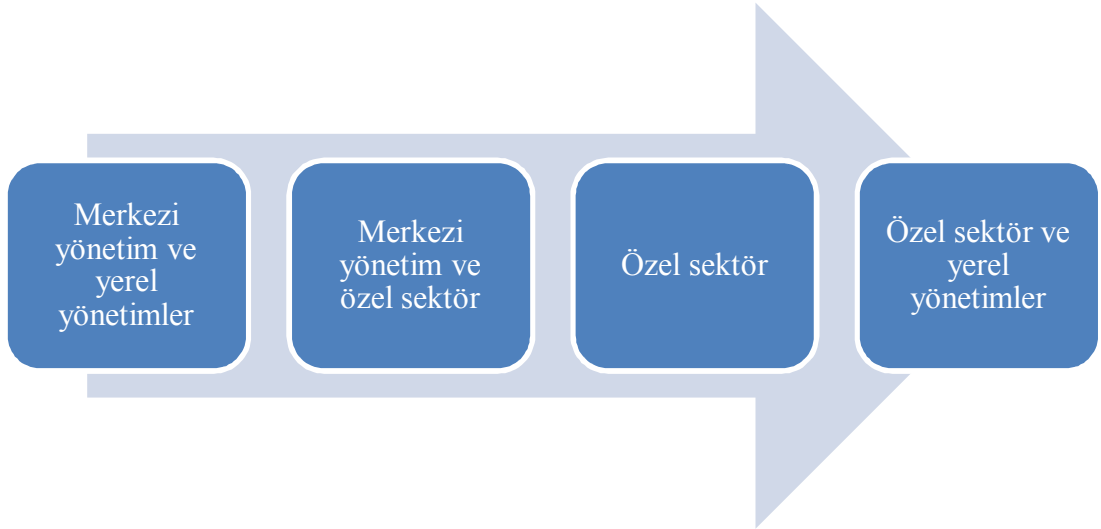 Merkezi
yönetim ve
yerel
yönetimler
Merkezi
yönetim ve
özel sektör
Özel sektör
Özel sektör ve
yerel
yönetimler